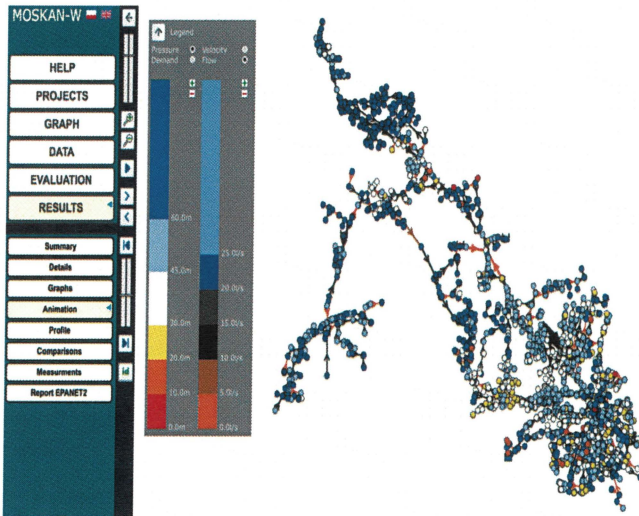 MOSKAN-W
HELP
PROJECTS
GRAPH
DATA
EVALUATION
RESULTS
Summary
Details
Graphs
Animation
Profile
Comparisons
Measurments
Report EPANET2
Legend
Pressure
Velocity
Demand
Flow
60.0m
45.0m
25.0l/s
30.0m
20.0l/s
20.0m
15.0l/s
10.0l/s
10.0m
5.0l/s
0.0m
0.0l/s